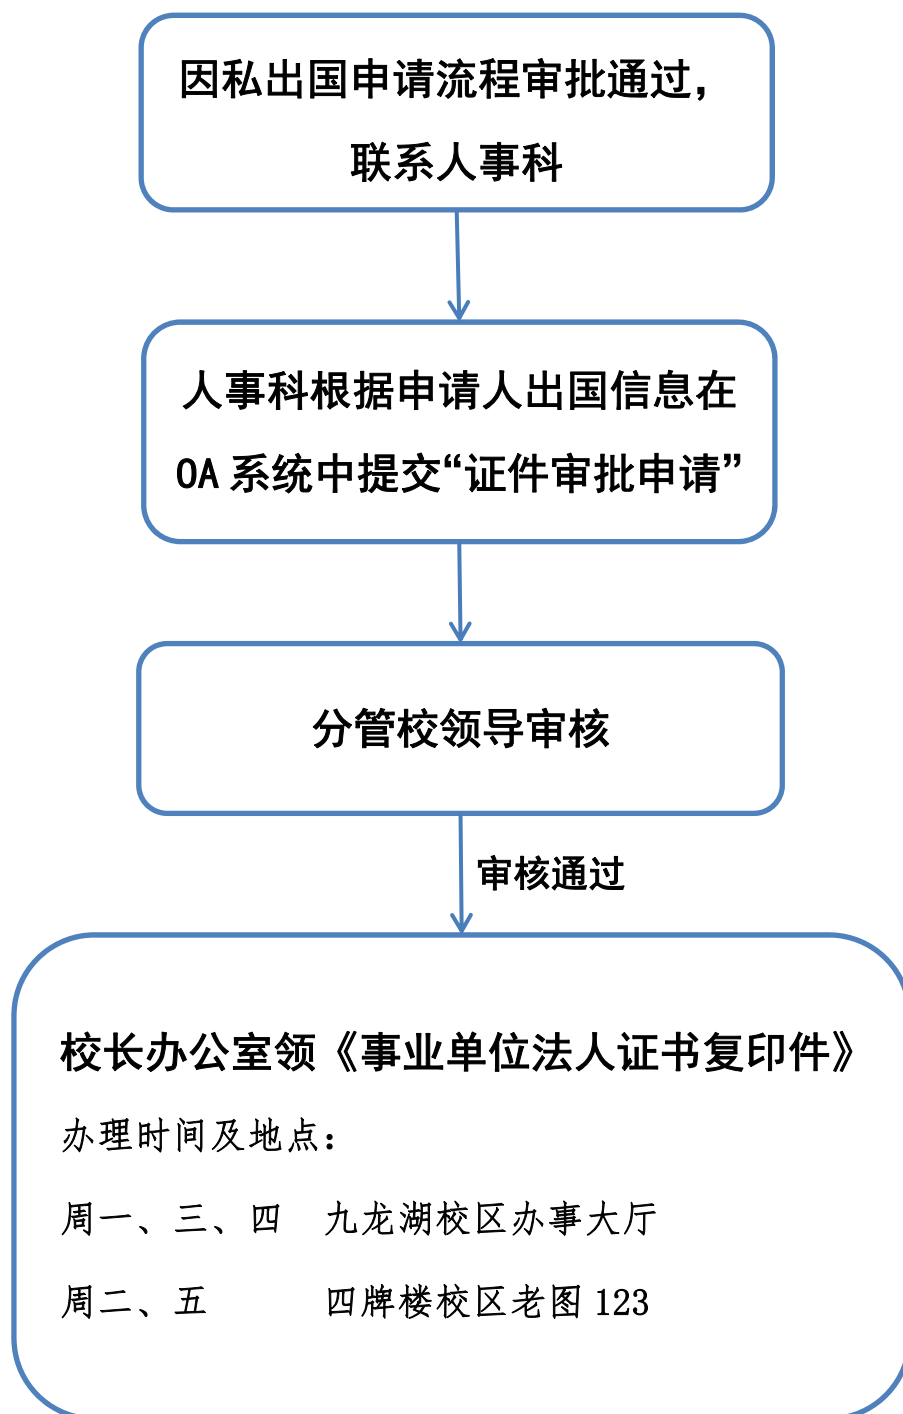 因私出国申请流程审批通过，
联系人事科
人事科根据申请人出国信息在
OA 系统中提交“证件审批申请”
分管校领导审核
审核通过
校长办公室领《事业单位法人证书复印件》
办理时间及地点：
周一、三、四 九龙湖校区办事大厅
周二、五 四牌楼校区老图 123